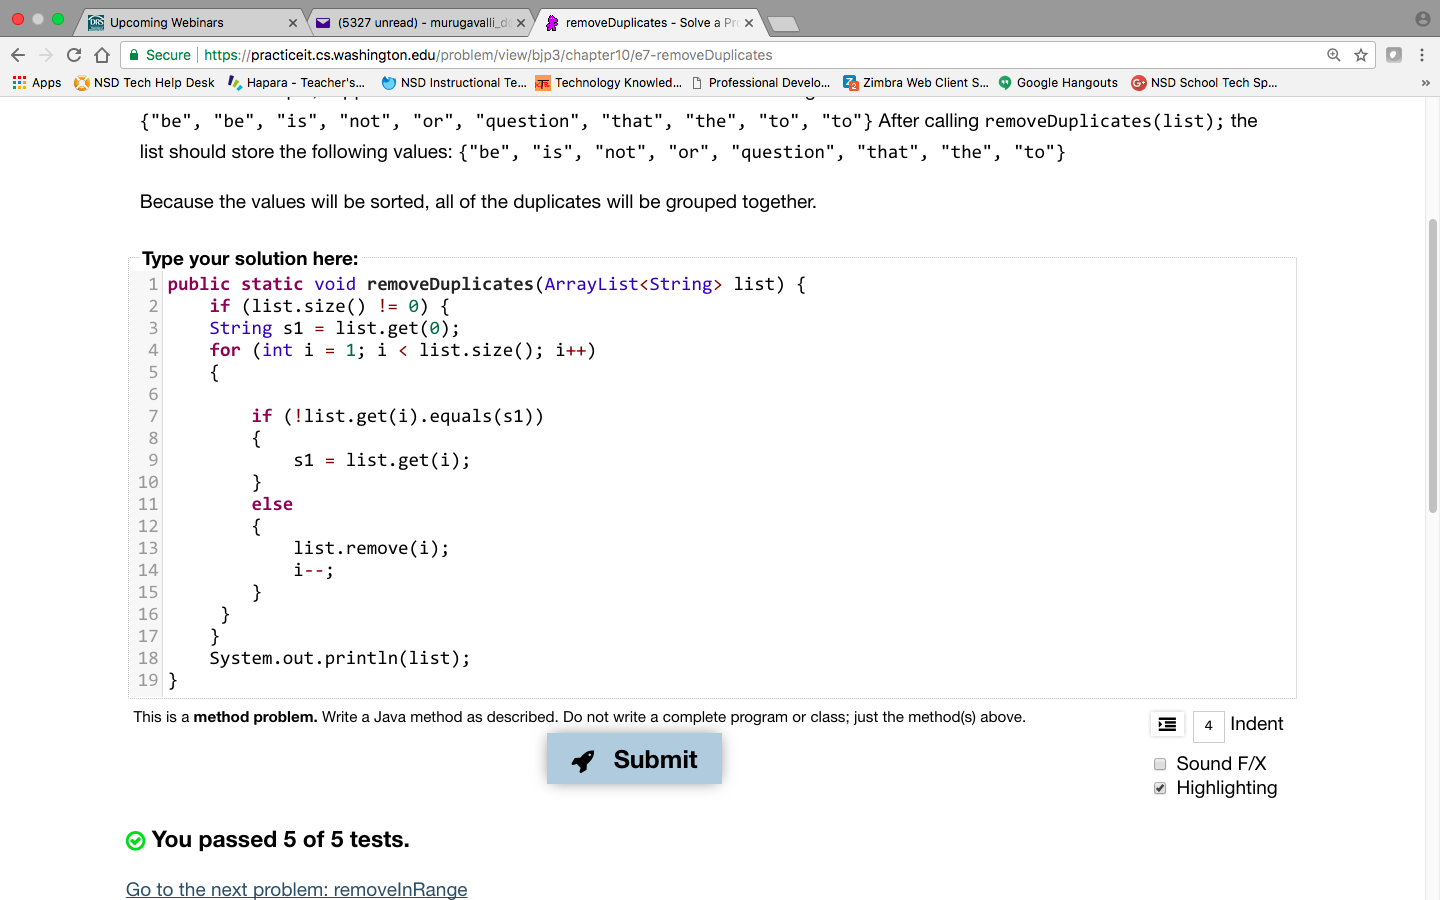 Upcoming Webinars
(5327 unread) - murugavalli_d
removeDuplicates - Solve a Pr
Secure https://practiceit.cs.washington.edu/problem/view/bjp3/chapter10/e7-removeDuplicates
Apps NSD Tech Help Desk Hapara - Teacher's... NSD Instructional Te... Technology Knowled... Professional Develo... Zimbra Web Client S... Google Hangouts NSD School Tech Sp... »
{"be", "be", "is", "not", "or", "question", "that", "the", "to", "to"} After calling removeDuplicates(list); the
list should store the following values: {"be", "is", "not", "or", "question", "that", "the", "to"}
Because the values will be sorted, all of the duplicates will be grouped together.
Type your solution here:
1 public static void removeDuplicates(ArrayList<String> list) {
2 if (list.size() != 0) {
3 String s1 = list.get(0);
4 for (int i = 1; i < list.size(); i++)
5 {
6
7 if (!list.get(i).equals(s1))
8 {
9 s1 = list.get(i);
10 }
11 else
12 {
13 list.remove(i);
14 i--;
15 }
16 }
17 }
18 System.out.println(list);
19 }
This is a method problem. Write a Java method as described. Do not write a complete program or class; just the method(s) above.
4 Indent
Submit
Sound F/X
Highlighting
You passed 5 of 5 tests.
Go to the next problem: removeInRange